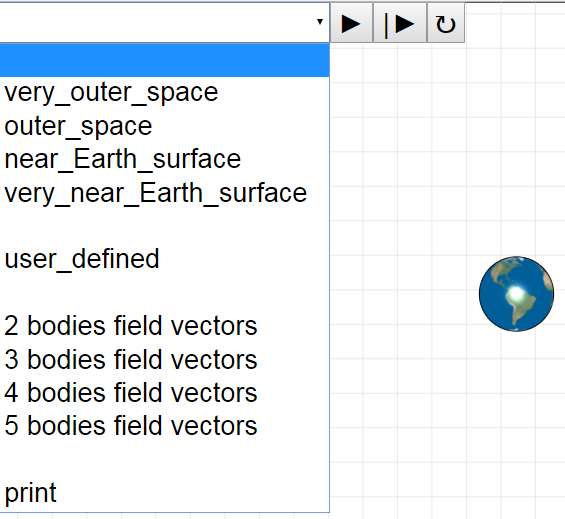 very_outer_space
outer_space
near_Earth_surface
very_near_Earth_surface
user_defined
2 bodies field vectors
3 bodies field vectors
4 bodies field vectors
5 bodies field vectors
print